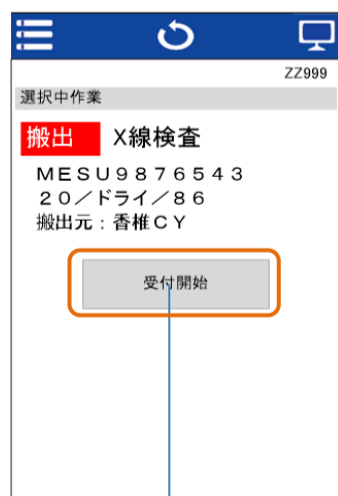 ZZ999
選択中作業
搬出 X線検査
MESU9876543
20／ドライ／86
搬出元：香椎CY
受付開始